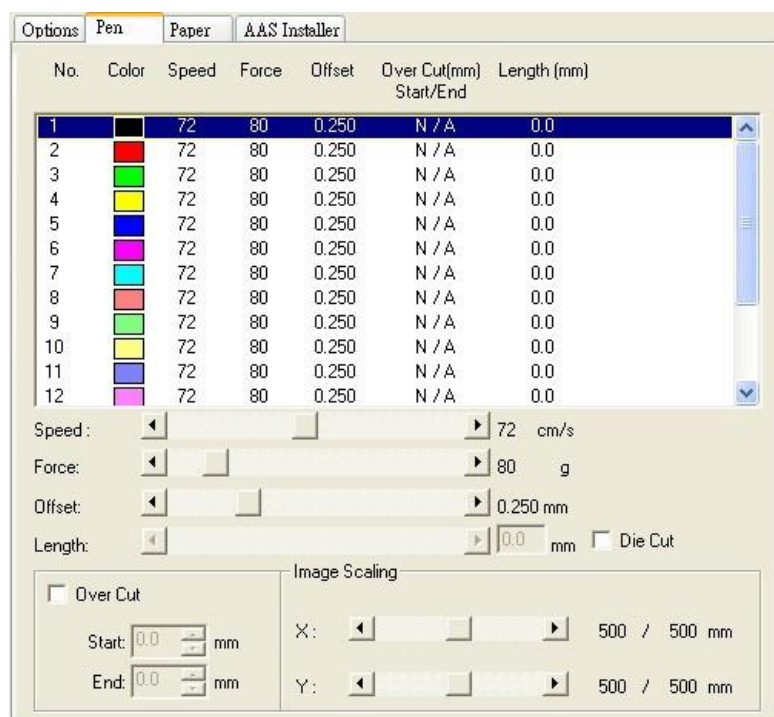 Options Pen Paper AAS Installer
No. Color Speed Force Offset Over Cut(mm) Length (mm)
Start/End
1 72 80 0.250 N / A 0.0
2 72 80 0.250 N / A 0.0
3 72 80 0.250 N / A 0.0
4 72 80 0.250 N / A 0.0
5 72 80 0.250 N / A 0.0
6 72 80 0.250 N / A 0.0
7 72 80 0.250 N / A 0.0
8 72 80 0.250 N / A 0.0
9 72 80 0.250 N / A 0.0
10 72 80 0.250 N / A 0.0
11 72 80 0.250 N / A 0.0
12 72 80 0.250 N / A 0.0
Speed : 72 cm/s
Force: 80 g
Offset: 0.250 mm
Length: 0.0 mm Die Cut
Image Scaling
Over Cut
X : 500 / 500 mm
Start: 0.0 mm
End: 0.0 mm
Y : 500 / 500 mm